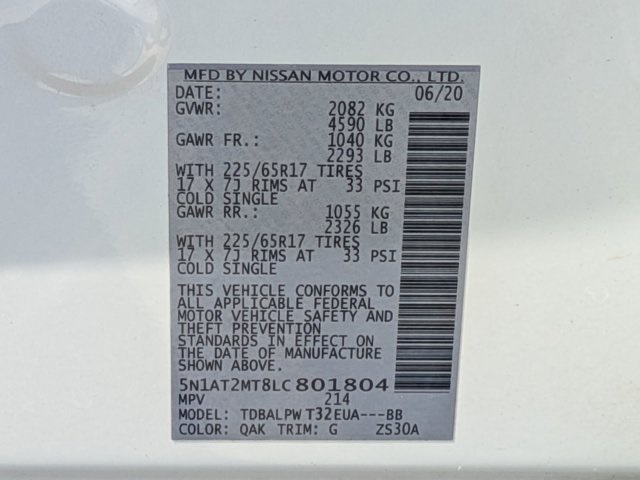 MFD BY NISSAN MOTOR CO., LTD.
DATE: 06/20
GVWR: 2082 KG
4590 LB
GAWR FR.: 1040 KG
2293 LB
WITH 225/65R17 TIRES
17 X 7J RIMS AT 33 PSI
COLD SINGLE
GAWR RR.: 1055 KG
2326 LB
WITH 225/65R17 TIRES
17 X 7J RIMS AT 33 PSI
COLD SINGLE
THIS VEHICLE CONFORMS TO
ALL APPLICABLE FEDERAL
MOTOR VEHICLE SAFETY AND
THEFT PREVENTION
STANDARDS IN EFFECT ON
THE DATE OF MANUFACTURE
SHOWN ABOVE.
5N1AT2MT8LC801804
MPV 214
MODEL: TDBALPW T32EUA---BB
COLOR: QAK TRIM: G ZS30A